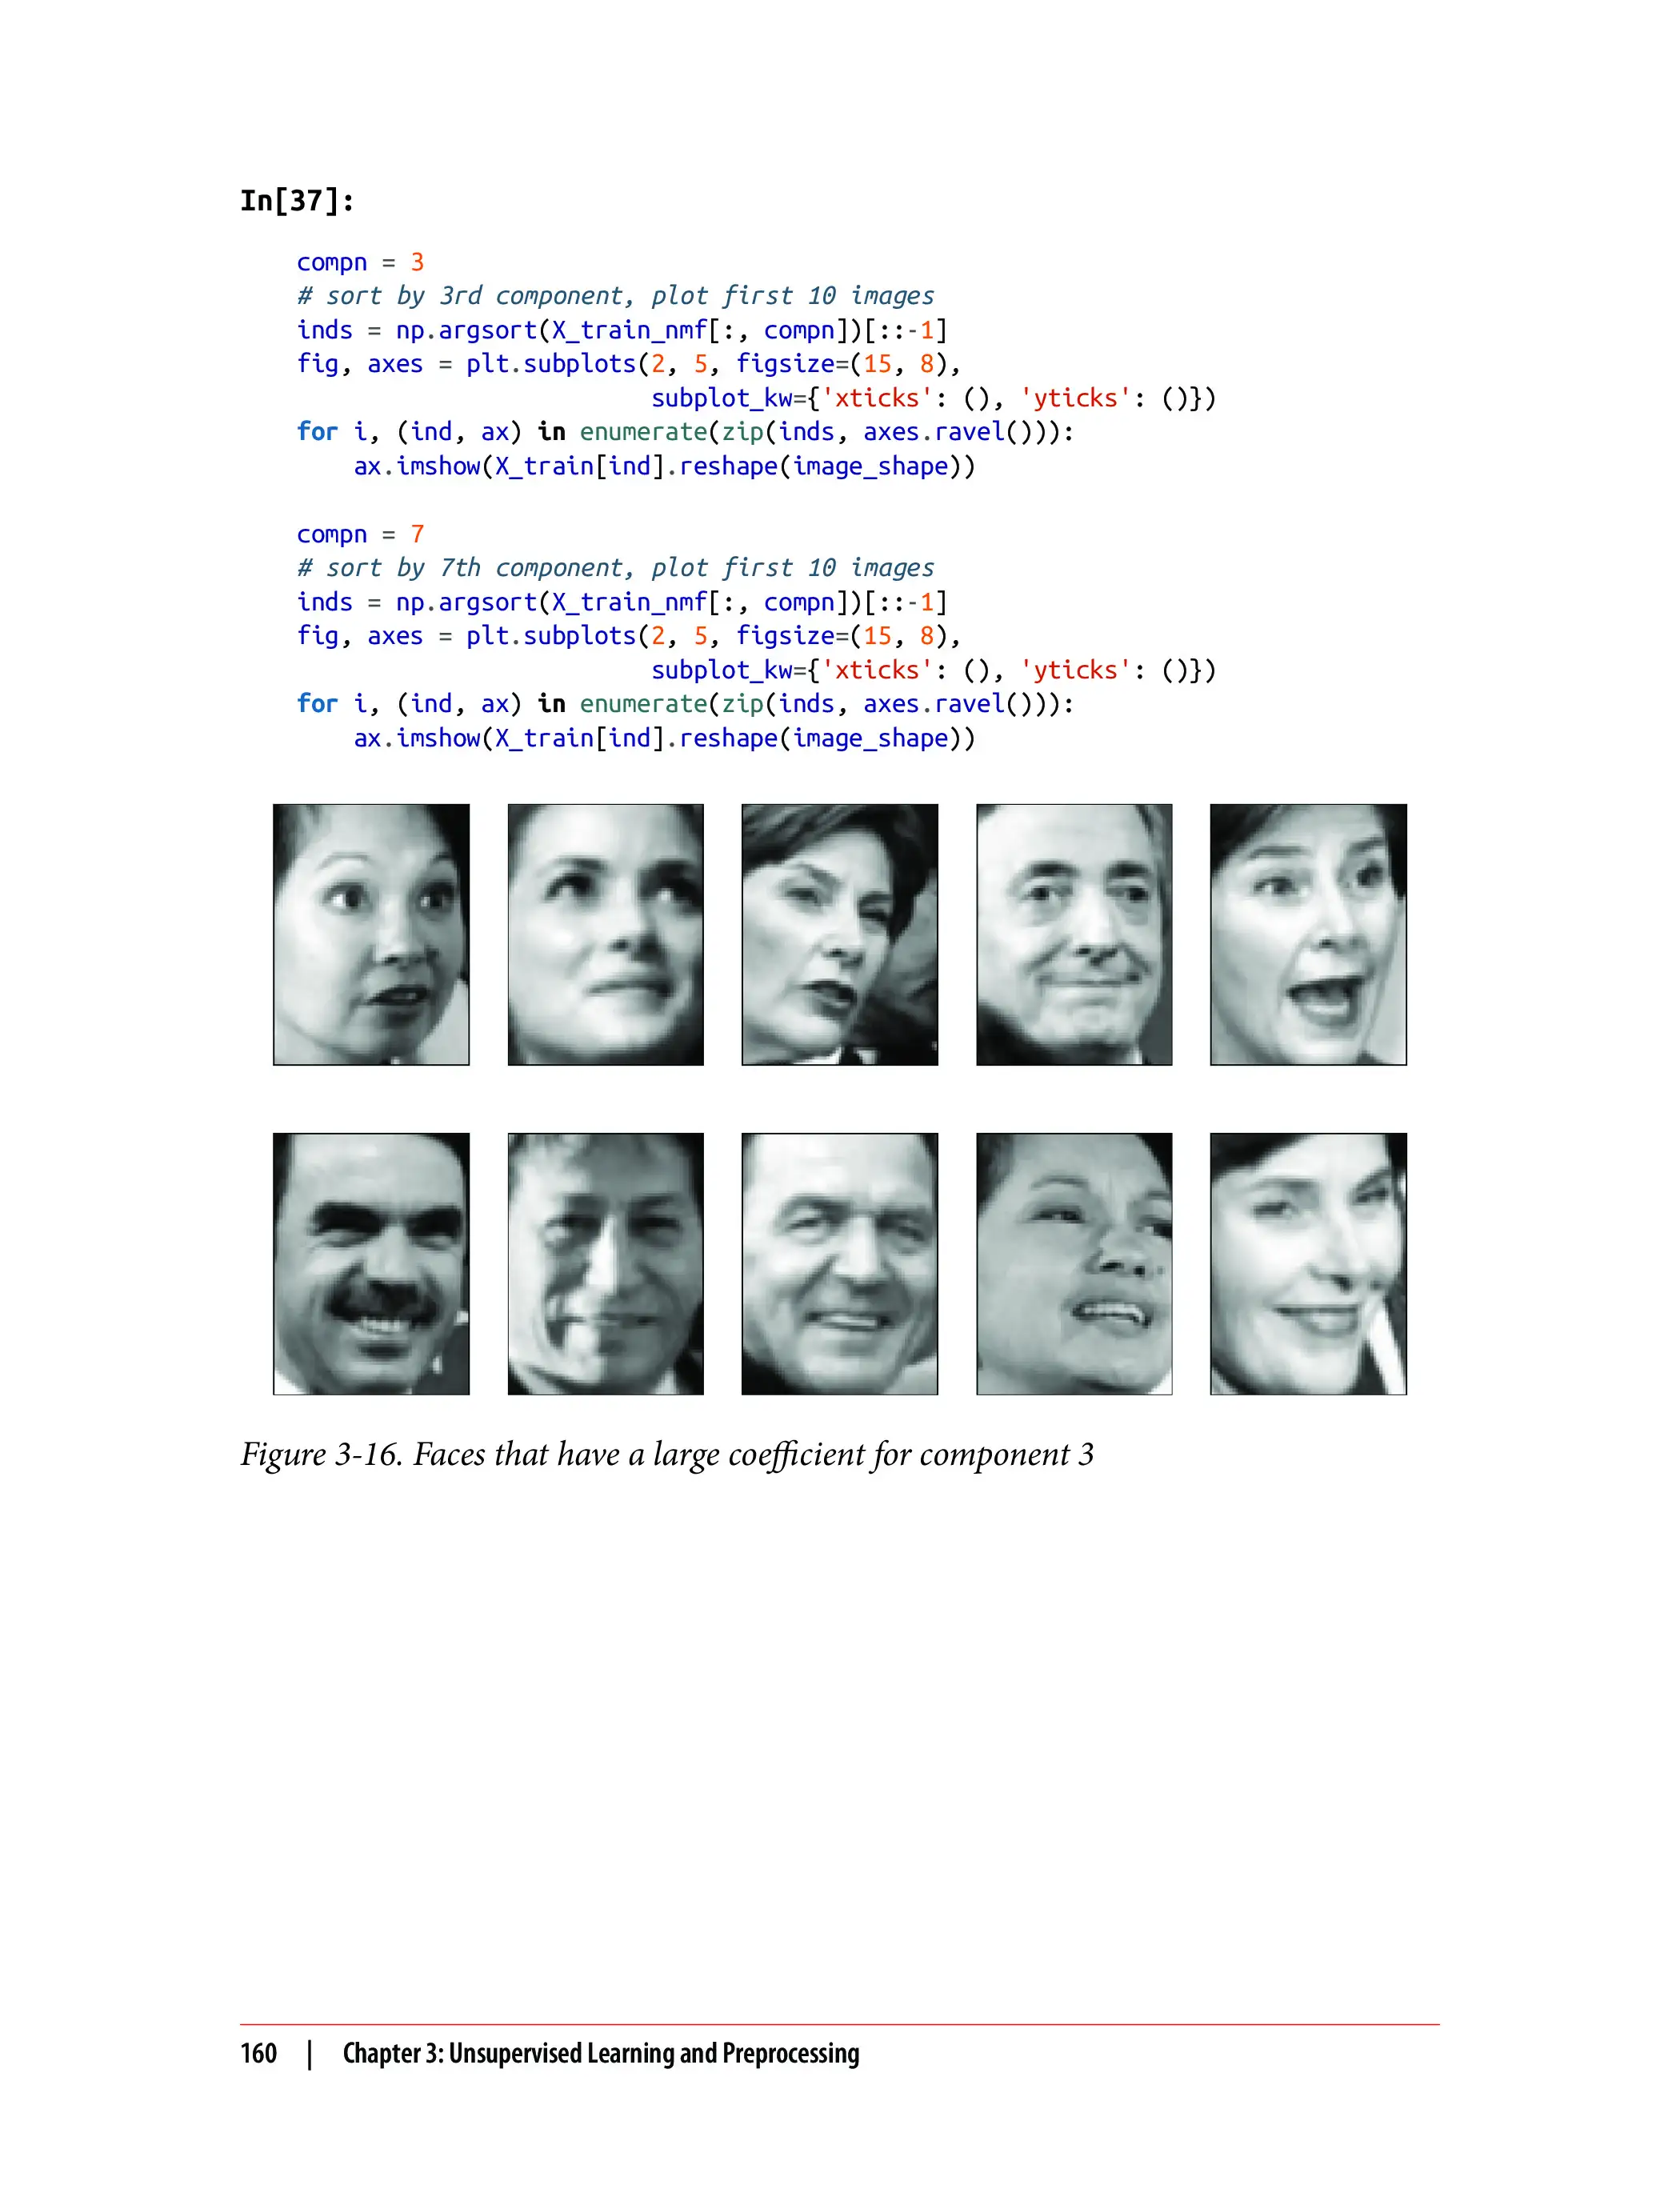 In[37]:
compn = 3
# sort by 3rd component, plot first 10 images
inds = np.argsort(X_train_nmf[:, compn])[::-1]
fig, axes = plt.subplots(2, 5, figsize=(15, 8),
                         subplot_kw={'xticks': (), 'yticks': ()})
for i, (ind, ax) in enumerate(zip(inds, axes.ravel())):
    ax.imshow(X_train[ind].reshape(image_shape))
compn = 7
# sort by 7th component, plot first 10 images
inds = np.argsort(X_train_nmf[:, compn])[::-1]
fig, axes = plt.subplots(2, 5, figsize=(15, 8),
                         subplot_kw={'xticks': (), 'yticks': ()})
for i, (ind, ax) in enumerate(zip(inds, axes.ravel())):
    ax.imshow(X_train[ind].reshape(image_shape))
Figure 3-16. Faces that have a large coefficient for component 3
160 | Chapter 3: Unsupervised Learning and Preprocessing